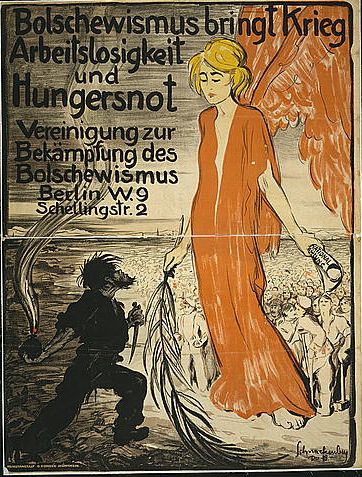 Bolschewismus bringt Krieg
Arbeitslosigkeit
und
Hungersnot
Vereinigung zur
Bekämpfung des
Bolschewismus
Berlin W.9
Schellingstr. 2